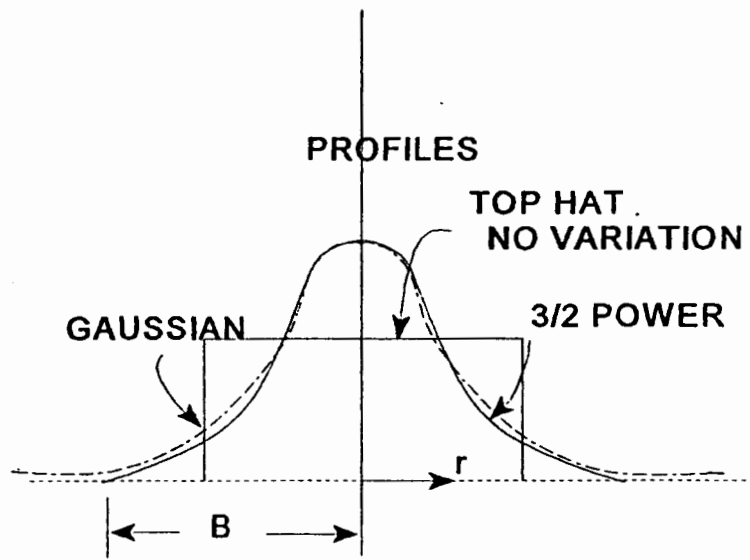 PROFILES
TOP HAT
NO VARIATION
GAUSSIAN
3/2 POWER
r
B